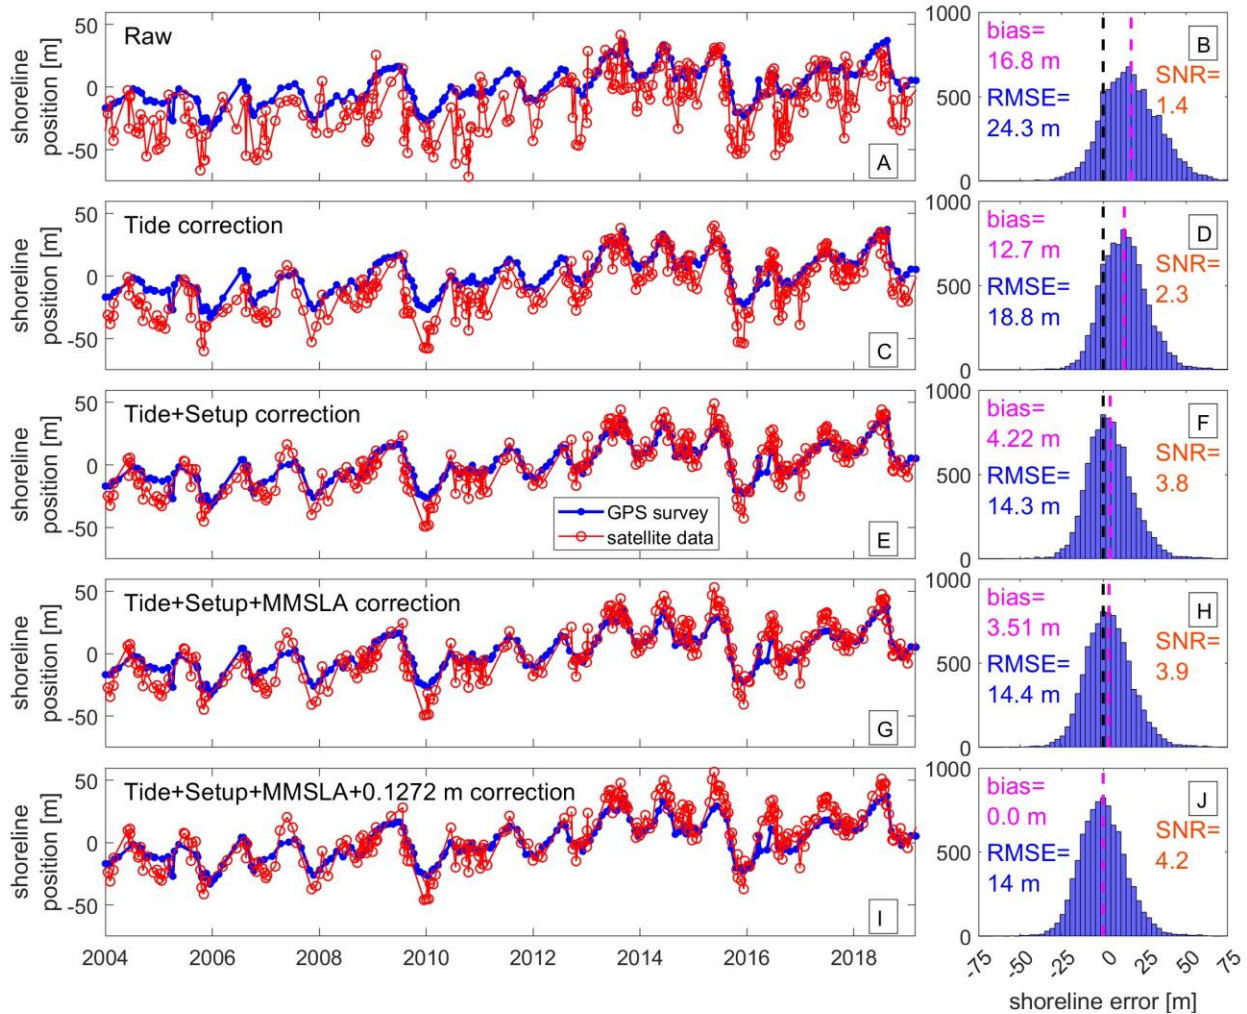 50
0
-50
shoreline
position [m]
Raw
A
1000
500
0
bias=
16.8 m
RMSE=
24.3 m
B
SNR=
1.4
50
0
-50
shoreline
position [m]
Tide correction
C
1000
500
0
bias=
12.7 m
RMSE=
18.8 m
D
SNR=
2.3
50
0
-50
shoreline
position [m]
Tide+Setup correction
GPS survey
satellite data
E
1000
500
0
bias=
4.22 m
RMSE=
14.3 m
F
SNR=
3.8
50
0
-50
shoreline
position [m]
Tide+Setup+MMSLA correction
G
1000
500
0
bias=
3.51 m
RMSE=
14.4 m
H
SNR=
3.9
50
0
-50
shoreline
position [m]
Tide+Setup+MMSLA+0.1272 m correction
I
2004 2006 2008 2010 2012 2014 2016 2018
1000
500
0
bias=
0.0 m
RMSE=
14 m
J
SNR=
4.2
-75 -50 -25 0 25 50 75
shoreline error [m]